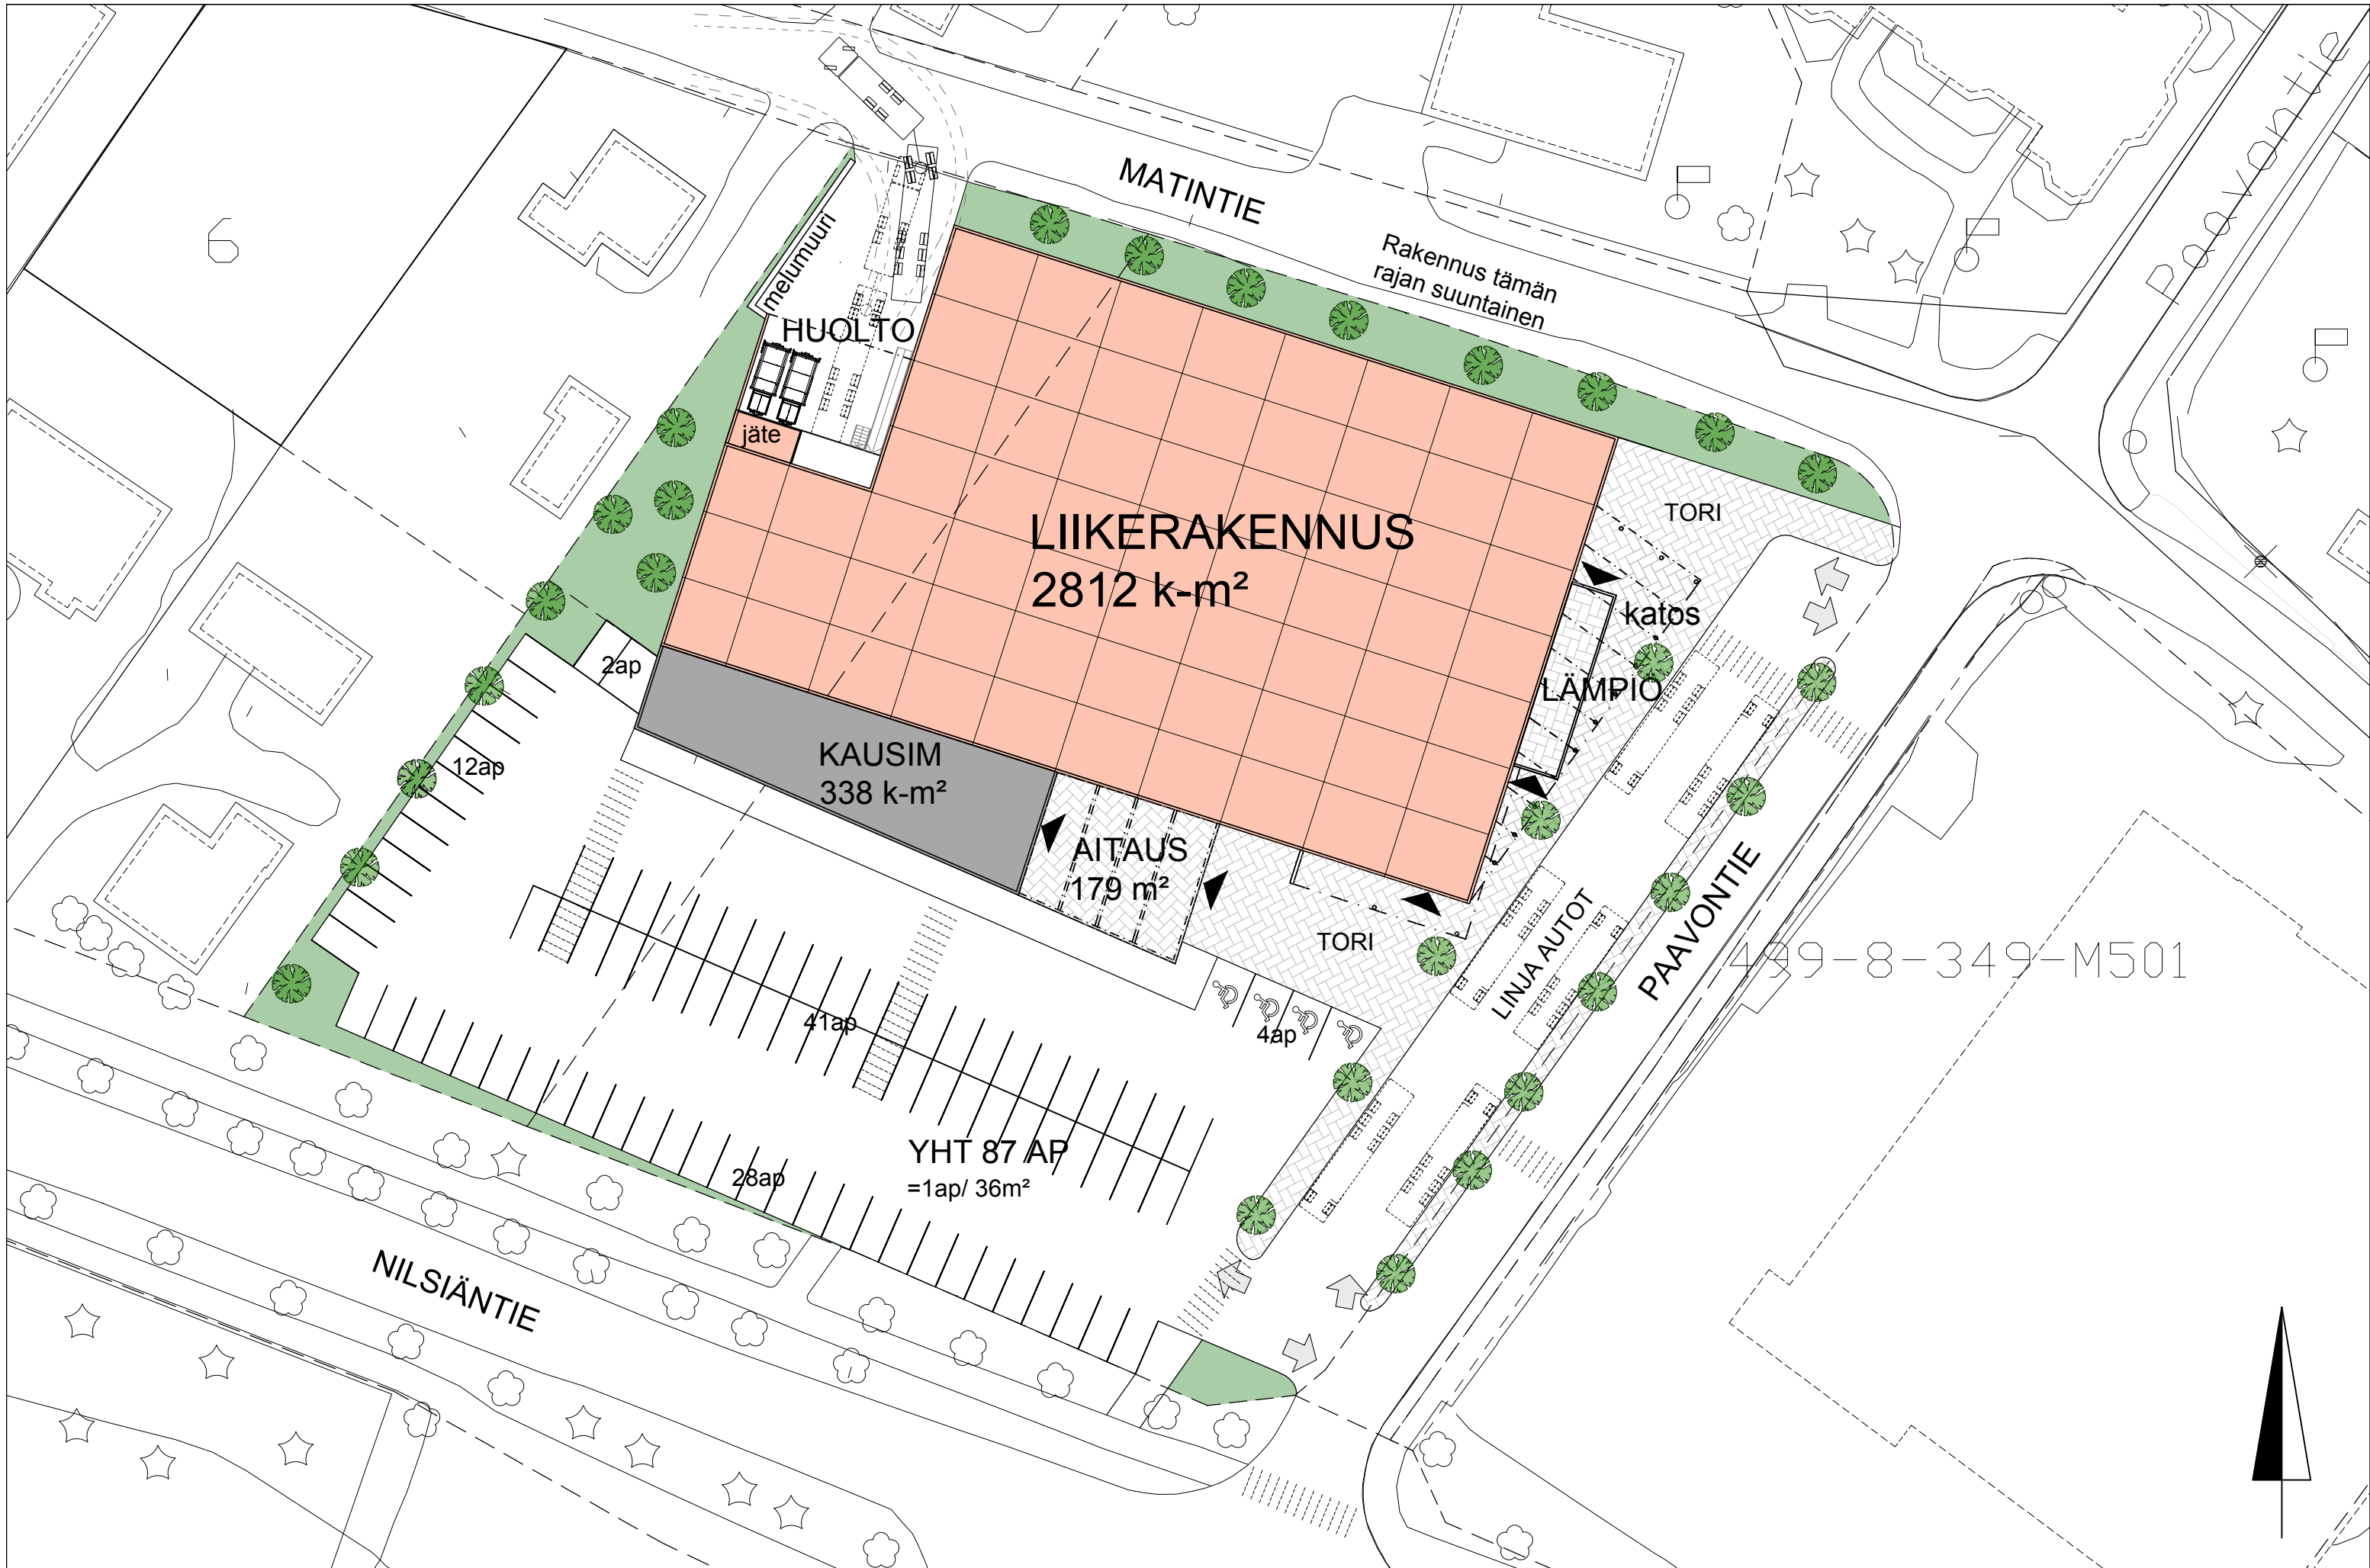 MATINTIE
Rakennus tämän
rajan suuntainen
PAAVONTIE
6
melumuuri
HUOLTO
jäte
LIIKERAKENNUS
2812 k-m²
TORI
katos
LÄMPIÖ
2ap
12ap
KAUSIM
338 k-m²
AITAUS
179 m²
TORI
LINJA AUTOT
PAAVONTIE
499-8-349-M501
41ap
4ap
28ap
YHT 87 AP
=1ap/ 36m²
NILSIÄNTIE